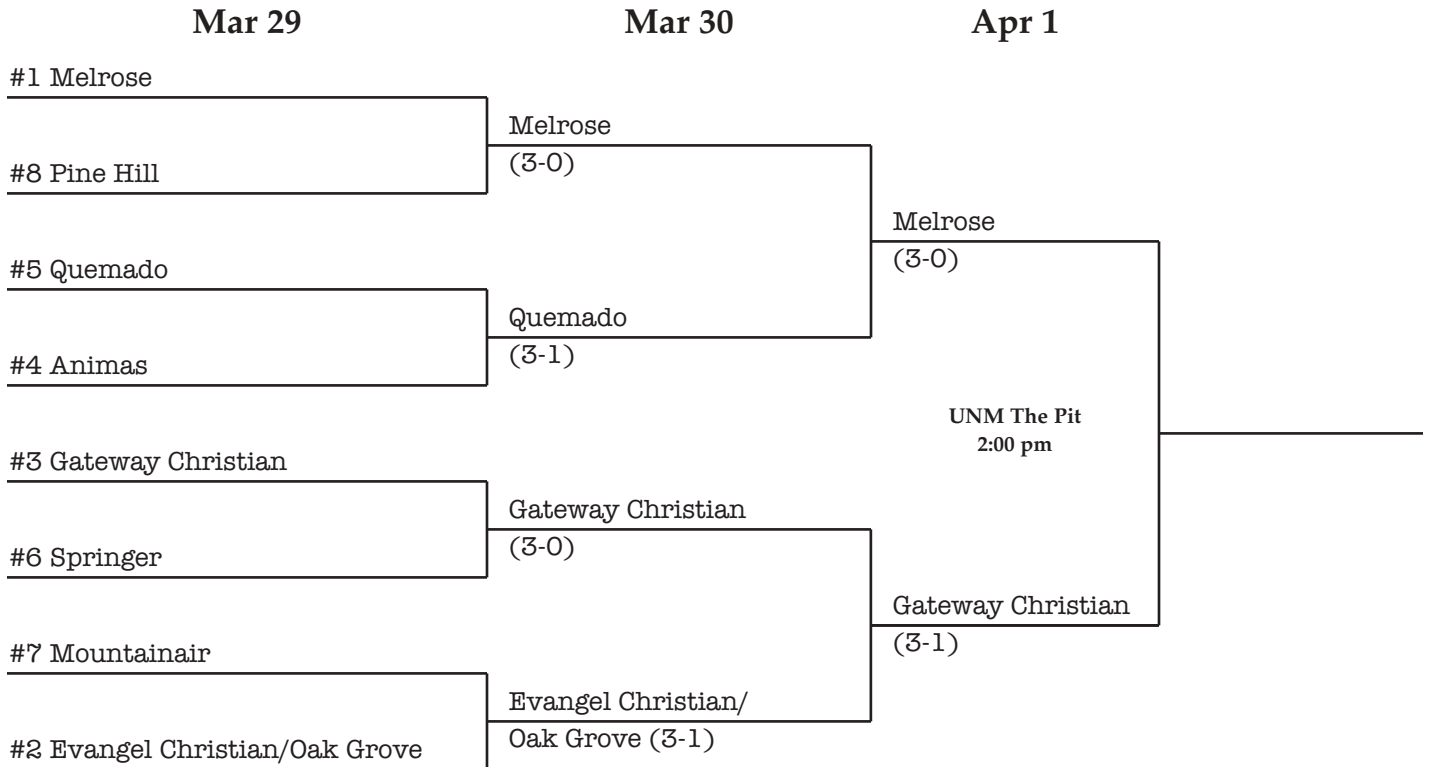 Mar 29
Mar 30
Apr 1
#1 Melrose
#8 Pine Hill
#5 Quemado
#4 Animas
#3 Gateway Christian
#6 Springer
#7 Mountainair
#2 Evangel Christian/Oak Grove
Melrose
(3-0)
Quemado
(3-1)
Gateway Christian
(3-0)
Evangel Christian/
Oak Grove (3-1)
Melrose
(3-0)
UNM The Pit
2:00 pm
Gateway Christian
(3-1)